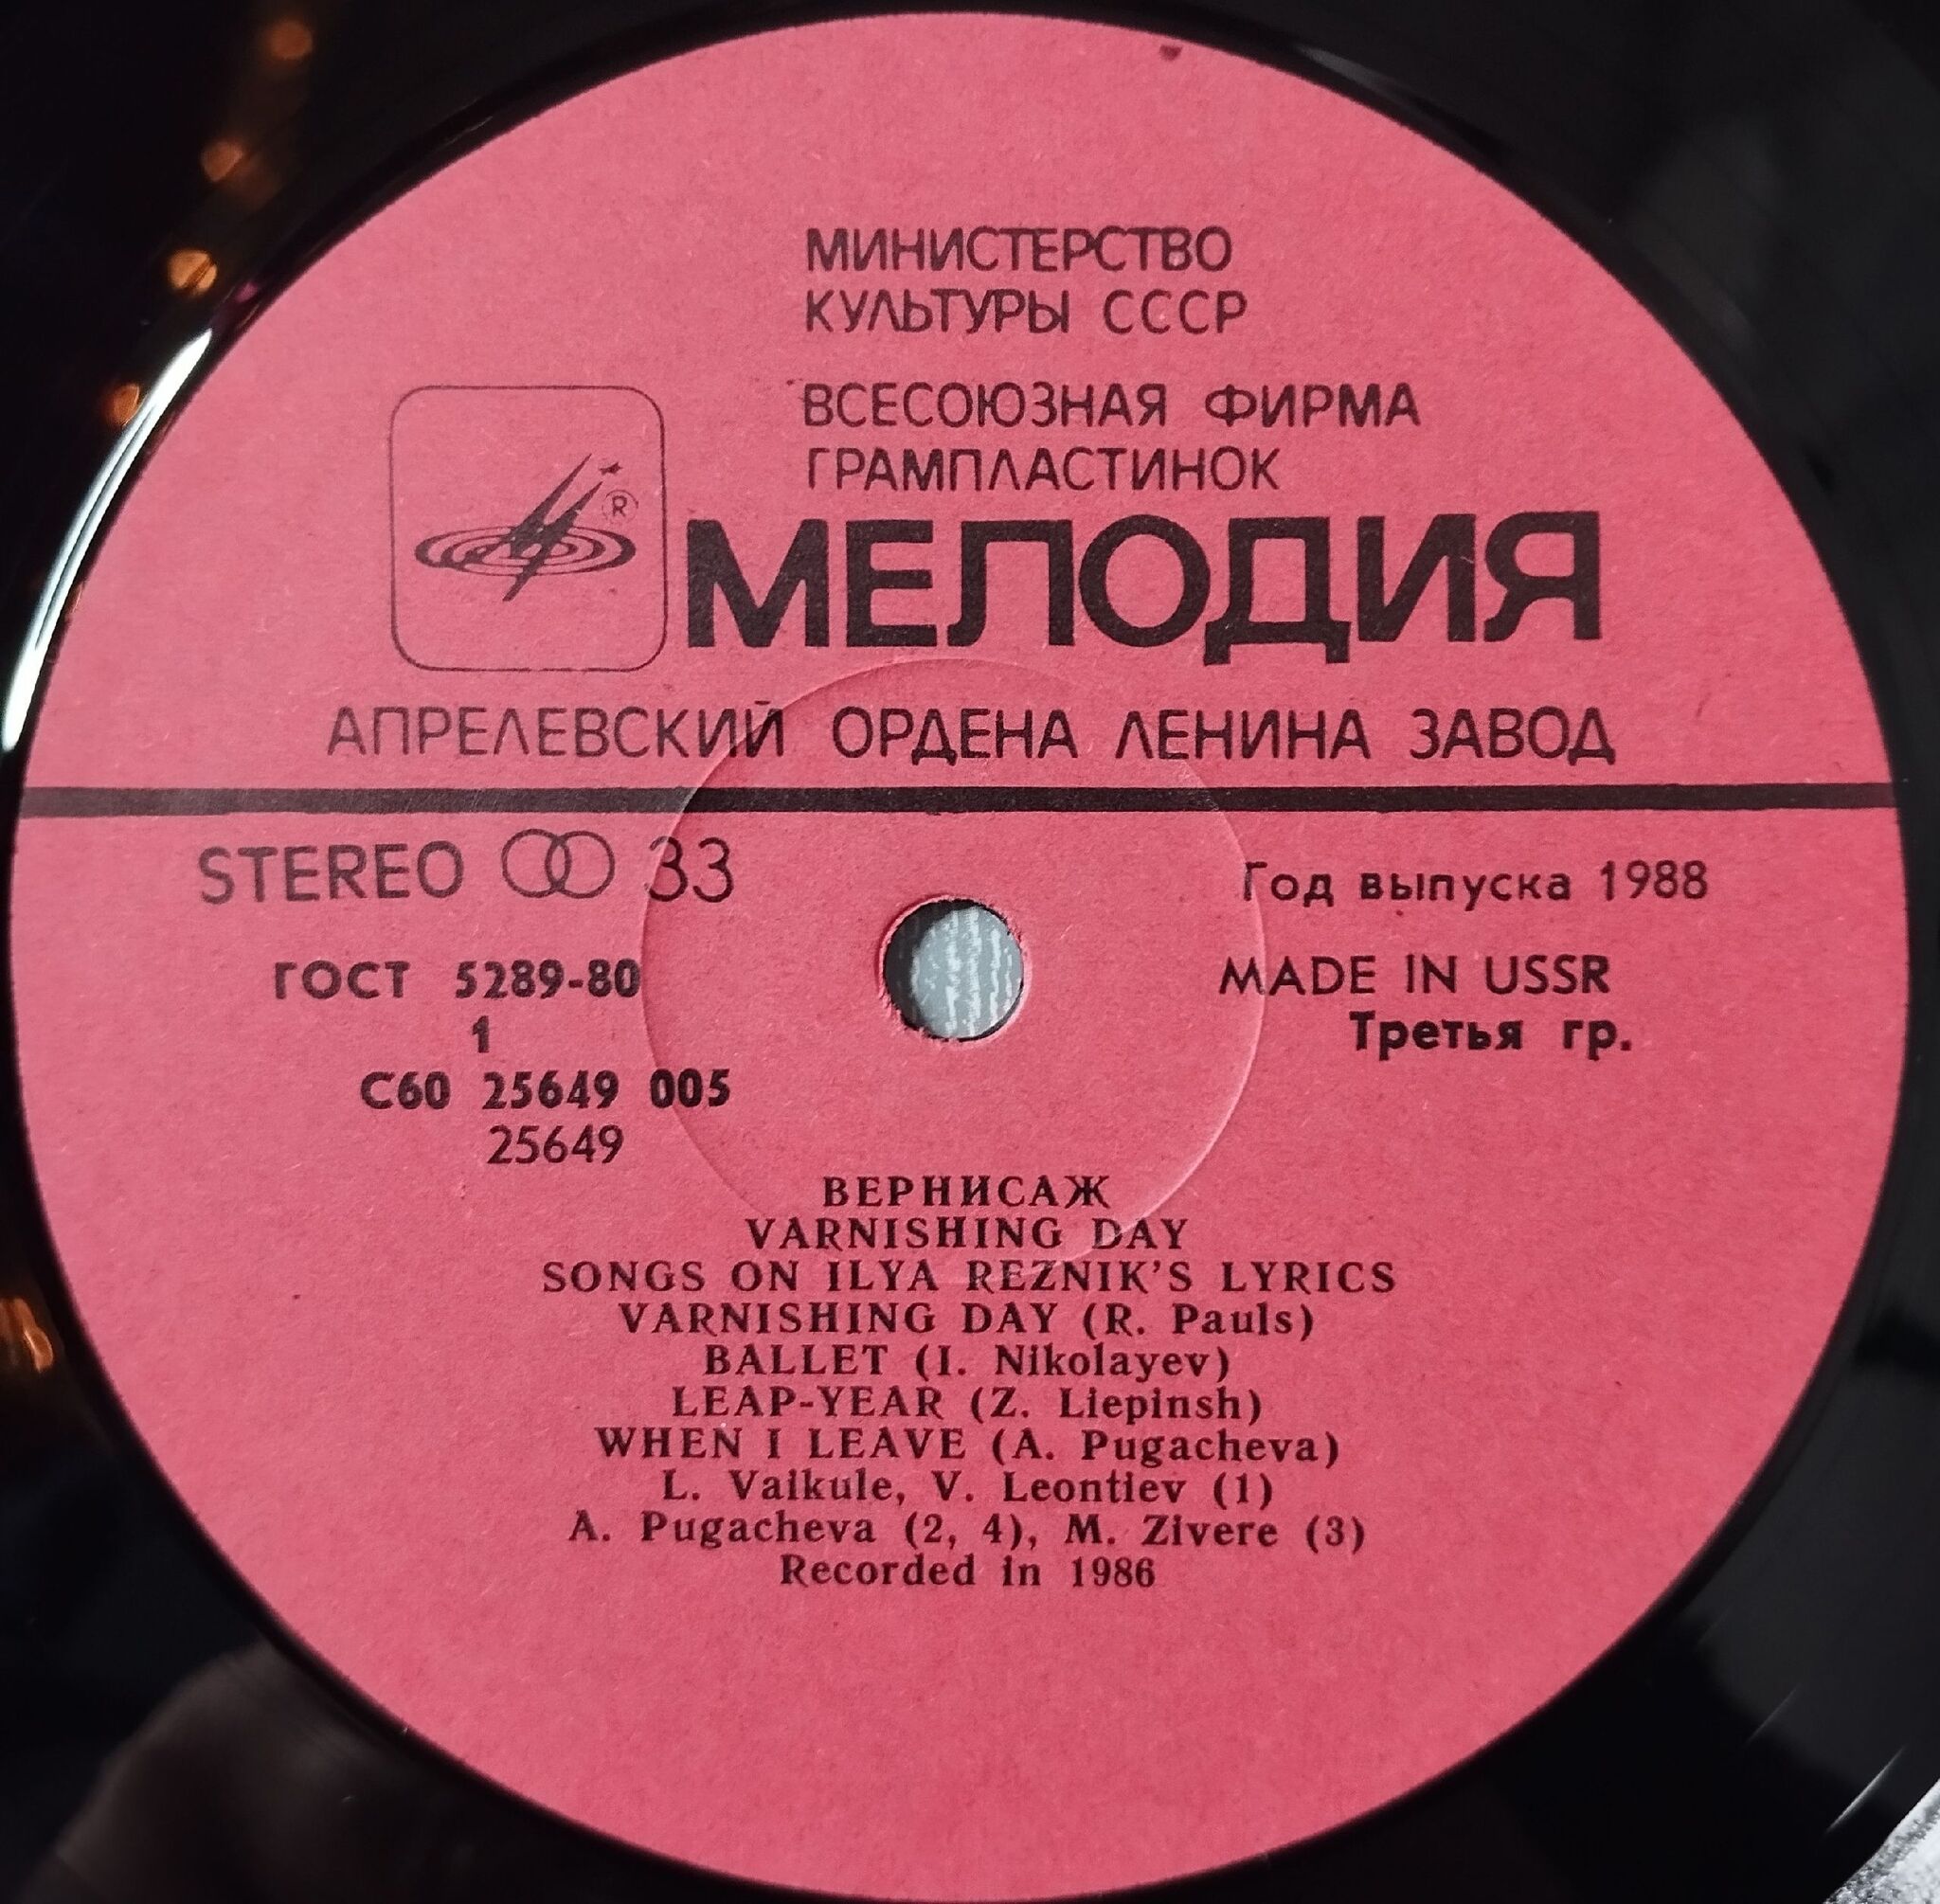 МИНИСТЕРСТВО
КУЛЬТУРЫ СССР
ВСЕСОЮЗНАЯ ФИРМА
ГРАМПЛАСТИНОК
®
МЕЛОДИЯ
АПРЕЛЕВСКИЙ ОРДЕНА ЛЕНИНА ЗАВОД
STEREO 33
Год выпуска 1988
ГОСТ 5289-80
MADE IN USSR
1
Третья гр.
С60 25649 005
25649
ВЕРНИСАЖ
VARNISHING DAY
SONGS ON ILYA REZNIK'S LYRICS
VARNISHING DAY (R. Pauls)
BALLET (I. Nikolayev)
LEAP-YEAR (Z. Liepinsh)
WHEN I LEAVE (A. Pugacheva)
L. Vaikule, V. Leontiev (1)
A. Pugacheva (2, 4), M. Zivere (3)
Recorded in 1986